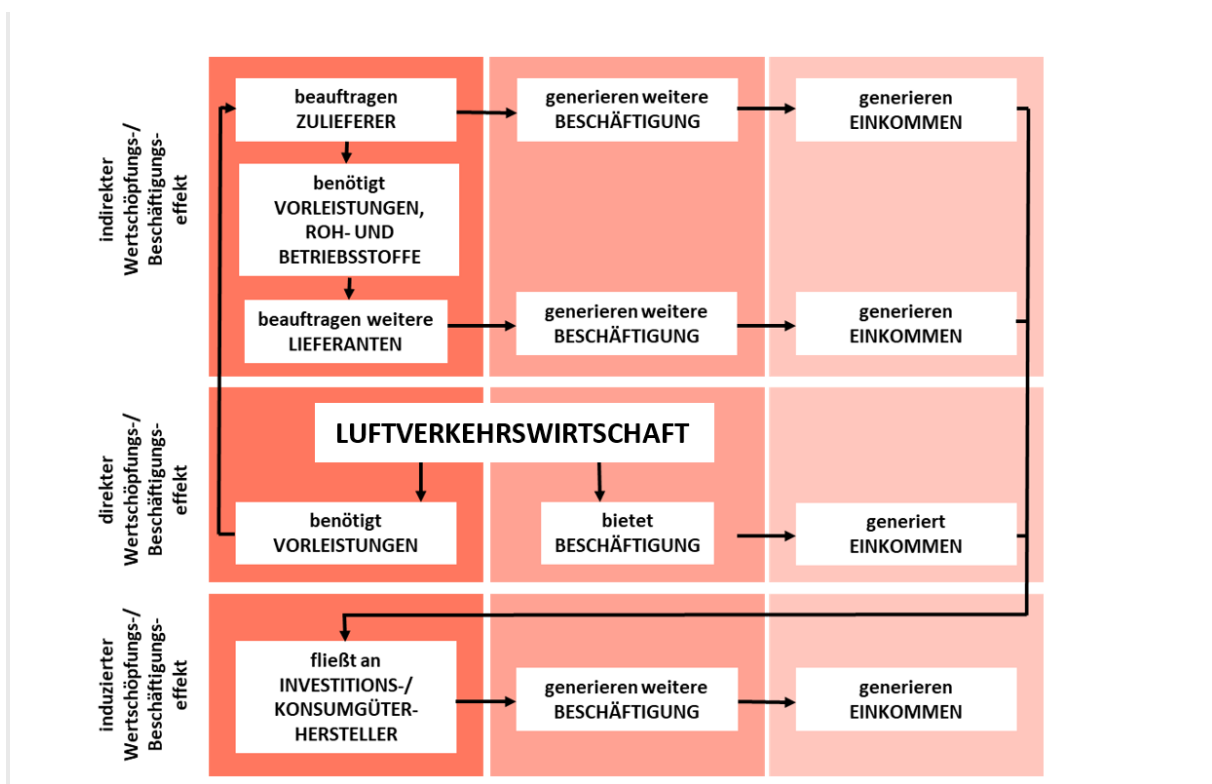 indirekter
Wertschöpfungs-/
Beschäftigungs-
effekt
beauftragen
ZULIEFERER
generieren weitere
BESCHÄFTIGUNG
generieren
EINKOMMEN
benötigt
VORLEISTUNGEN,
ROH- UND
BETRIEBSSTOFFE
beauftragen weitere
LIEFERANTEN
generieren weitere
BESCHÄFTIGUNG
generieren
EINKOMMEN
direkter
Wertschöpfungs-/
Beschäftigungs-
effekt
LUFTVERKEHRSWIRTSCHAFT
benötigt
VORLEISTUNGEN
bietet
BESCHÄFTIGUNG
generiert
EINKOMMEN
induzierter
Wertschöpfungs-/
Beschäftigungs-
effekt
fließt an
INVESTITIONS-/
KONSUMGÜTER-
HERSTELLER
generieren weitere
BESCHÄFTIGUNG
generieren
EINKOMMEN